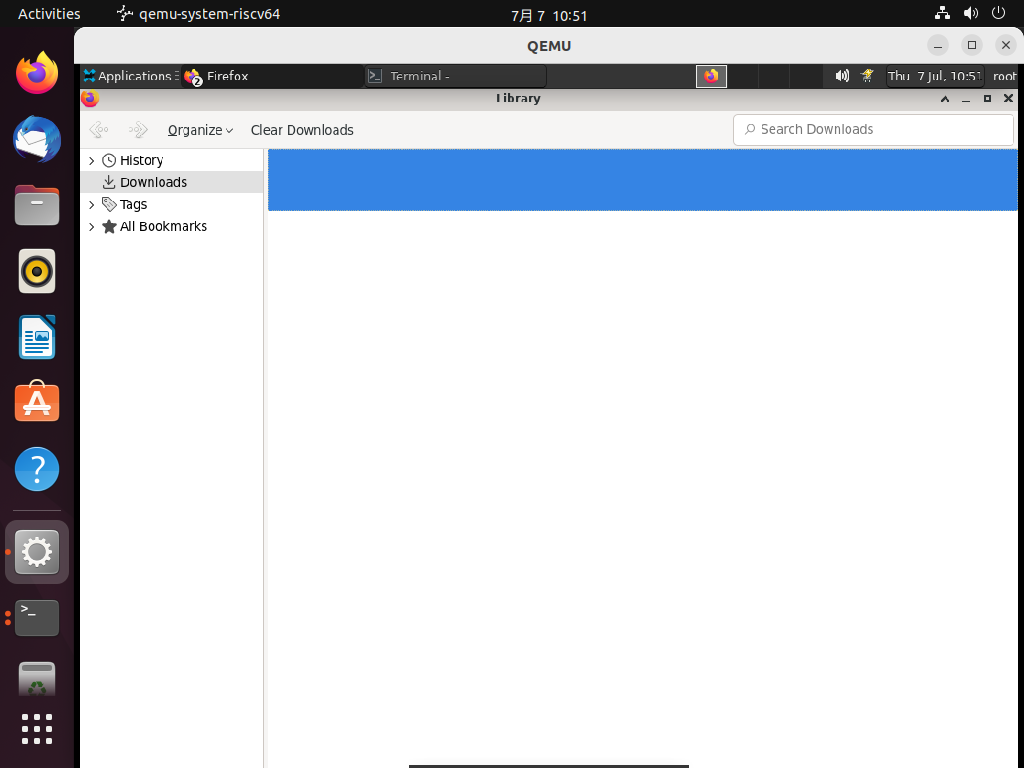 Activities
qemu-system-riscv64
7月 7 10:51
QEMU
Applications
2
Firefox
Terminal -
Thu 7 Jul, 10:51
root
Library
Organize
Clear Downloads
Search Downloads
History
Downloads
Tags
All Bookmarks